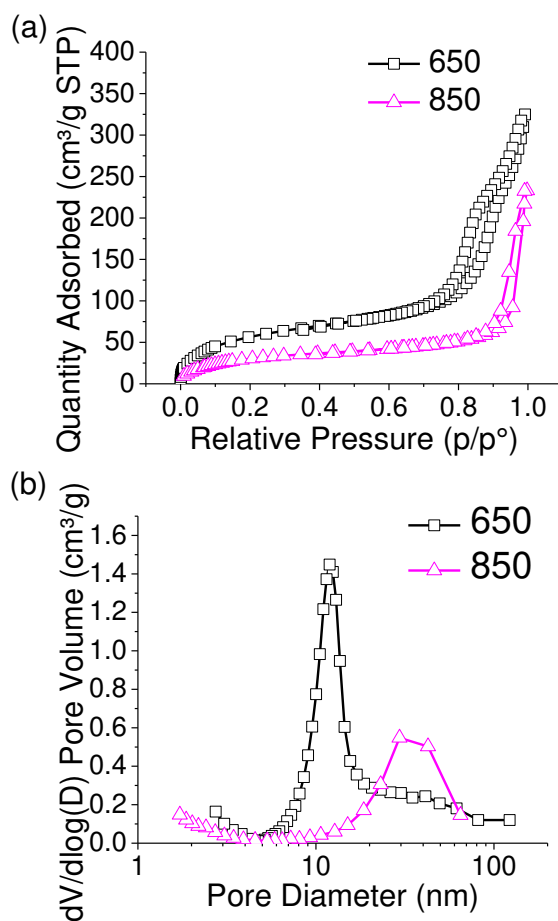 (a)
650
850
400
350
300
250
200
150
100
50
0
Quantity Adsorbed (cm³/g STP)
0.0 0.2 0.4 0.6 0.8 1.0
Relative Pressure (p/p°)
(b)
650
850
1.6
1.4
1.2
1.0
0.8
0.6
0.4
0.2
0.0
dV/dlog(D) Pore Volume (cm³/g)
1 10 100
Pore Diameter (nm)